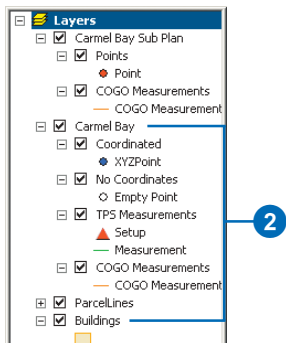 Layers
Carmel Bay Sub Plan
Points
Point
COGO Measurements
COGO Measurement
Carmel Bay
Coordinated
XYZPoint
No Coordinates
Empty Point
TPS Measurements
Setup
Measurement
COGO Measurements
COGO Measurement
ParcelLines
Buildings
2